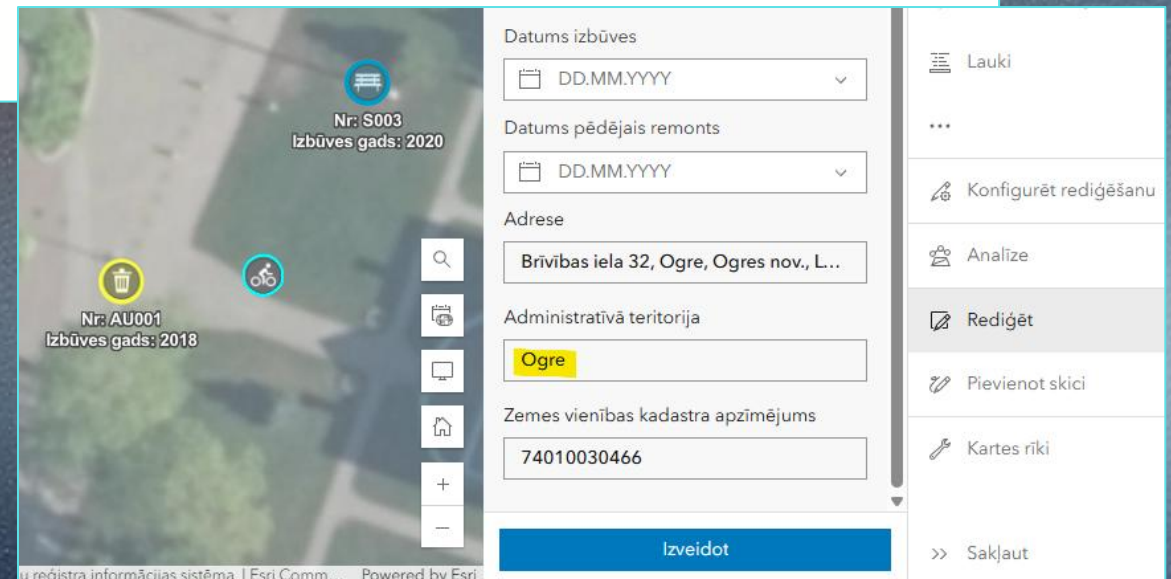 Nr: S003
Izbūves gads: 2020
Nr: AU001
Izbūves gads: 2018
reģistra informācijas sistēma | Esri Comm... Powered by Esri
Datums izbūves
DD.MM.YYYY
Datums pēdējais remonts
DD.MM.YYYY
Adrese
Brīvības iela 32, Ogre, Ogres nov., L...
Administratīvā teritorija
Ogre
Zemes vienības kadastra apzīmējums
74010030466
Izveidot
Lauki
...
Konfigurēt rediģēšanu
Analīze
Rediģēt
Pievienot skici
Kartes rīki
Sakļaut